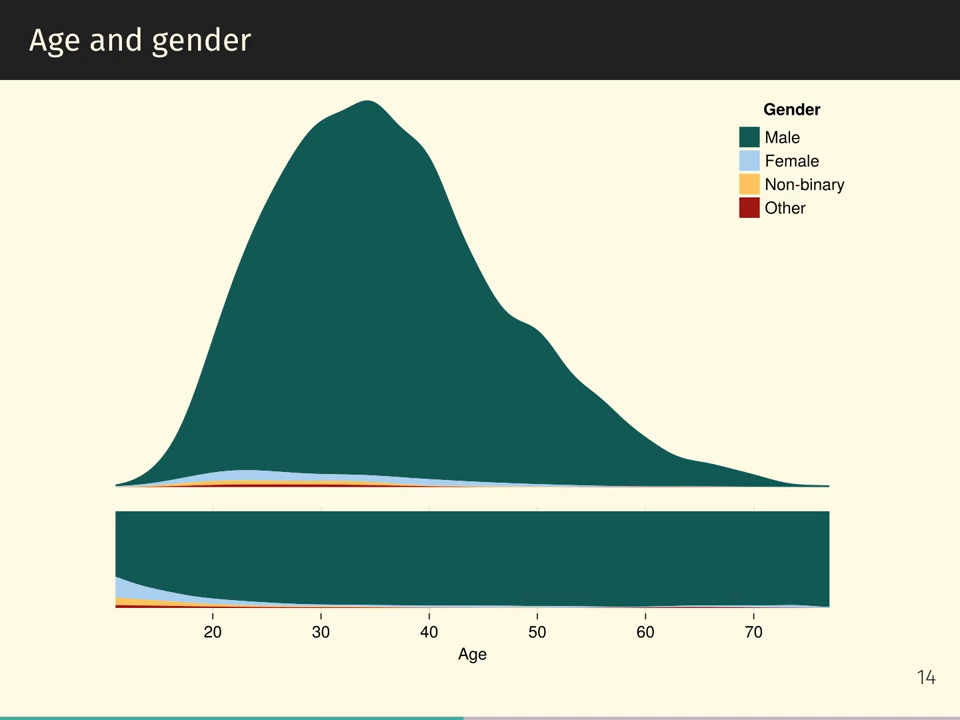 Age and gender
Gender
Male
Female
Non-binary
Other
20 30 40 50 60 70
Age
14